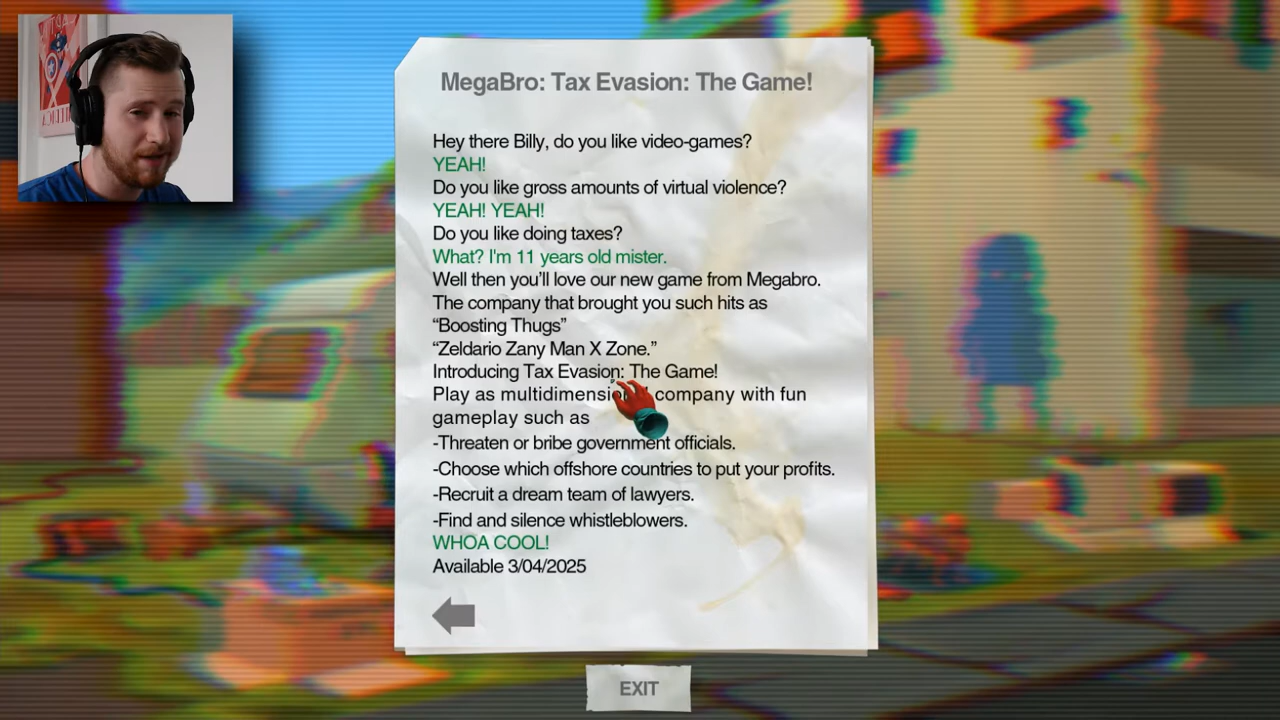 MegaBro: Tax Evasion: The Game!
Hey there Billy, do you like video-games?
YEAH!
Do you like gross amounts of virtual violence?
YEAH! YEAH!
Do you like doing taxes?
What? I'm 11 years old mister.
Well then you'll love our new game from Megabro.
The company that brought you such hits as
“Boosting Thugs”
“Zeldario Zany Man X Zone.”
Introducing Tax Evasion: The Game!
Play as company with fun
gameplay such as
-Threaten or bribe government officials.
-Choose which offshore countries to put your profits.
-Recruit a dream team of lawyers.
-Find and silence whistleblowers.
WHOA COOL!
Available 3/04/2025
EXIT